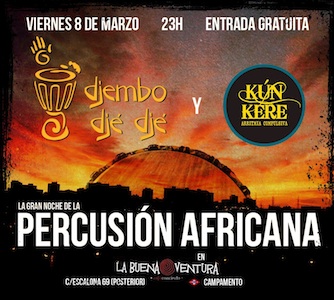 VIERNES 8 DE MARZO 23H ENTRADA GRATUITA
djembo
djé djé
Y
KÚN
KÊRE
LA GRAN NOCHE DE LA
PERCUSIÓN AFRICANA
EN
LA BUENA VENTURA
C/ESCALONA 69 (POSTERIOR) CAMPAMENTO